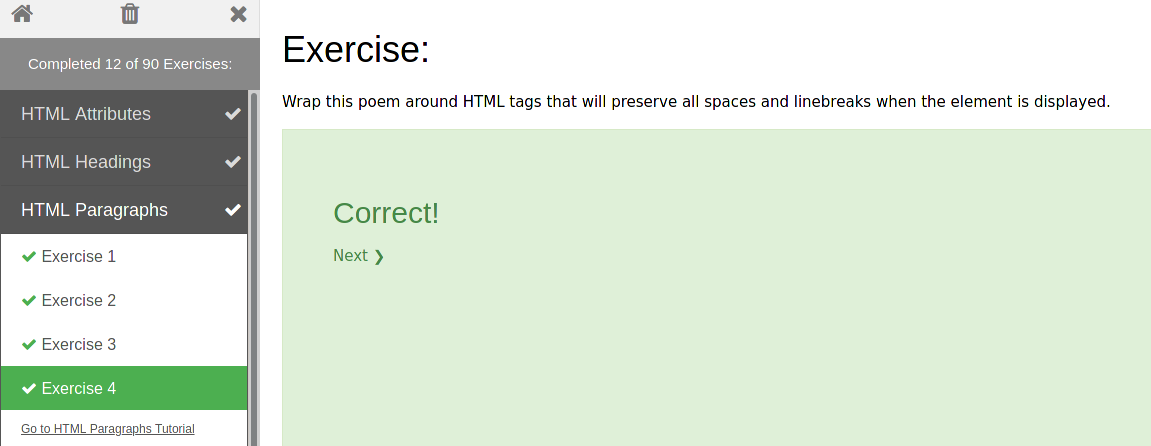 Completed 12 of 90 Exercises:
HTML Attributes
HTML Headings
HTML Paragraphs
Exercise 1
Exercise 2
Exercise 3
Exercise 4
Go to HTML Paragraphs Tutorial
Exercise:
Wrap this poem around HTML tags that will preserve all spaces and linebreaks when the element is displayed.
Correct!
Next ❯